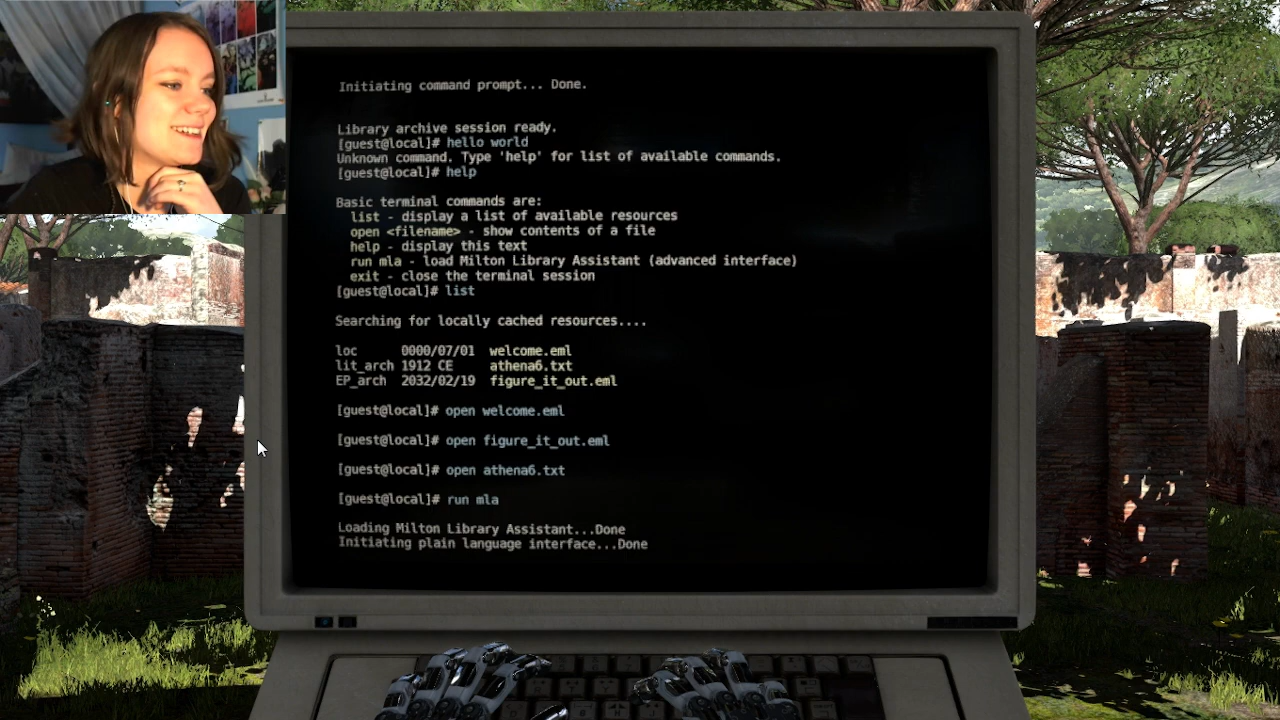 Initiating command prompt... Done.
Library archive session ready.
[guest@local]# hello world
Unknown command. Type 'help' for list of available commands.
[guest@local]# help
Basic terminal commands are:
list - display a list of available resources
open <filename> - show contents of a file
help - display this text
run mla - load Milton Library Assistant (advanced interface)
exit - close the terminal session
[guest@local]# list
Searching for locally cached resources....
loc 0000/07/01 welcome.eml
lit_arch 1912 CE athena6.txt
EP_arch 2032/02/19 figure_it_out.eml
[guest@local]# open welcome.eml
[guest@local]# open figure_it_out.eml
[guest@local]# open athena6.txt
[guest@local]# run mla
Loading Milton Library Assistant...Done
Initiating plain language interface...Done